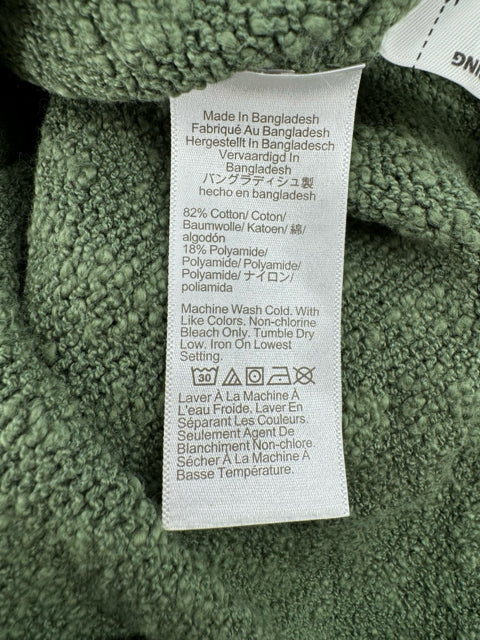 ING
Made In Bangladesh
Fabriqué Au Bangladesh
Hergestellt In Bangladesch
Vervaardigd In
Bangladesh
バングラディシュ製
hecho en bangladesh
82% Cotton/ Coton/
Baumwolle/ Katoen/ 綿/
algodón
18% Polyamide/
Polyamide/ Polyamide/
Polyamide/ ナイロン/
poliamida
Machine Wash Cold. With
Like Colors. Non-chlorine
Bleach Only. Tumble Dry
Low. Iron On Lowest
Setting.
30
Laver À La Machine À
L'eau Froide. Laver En
Séparant Les Couleurs.
Seulement Agent De
Blanchiment Non-chlore.
Sécher À La Machine À
Basse Température.